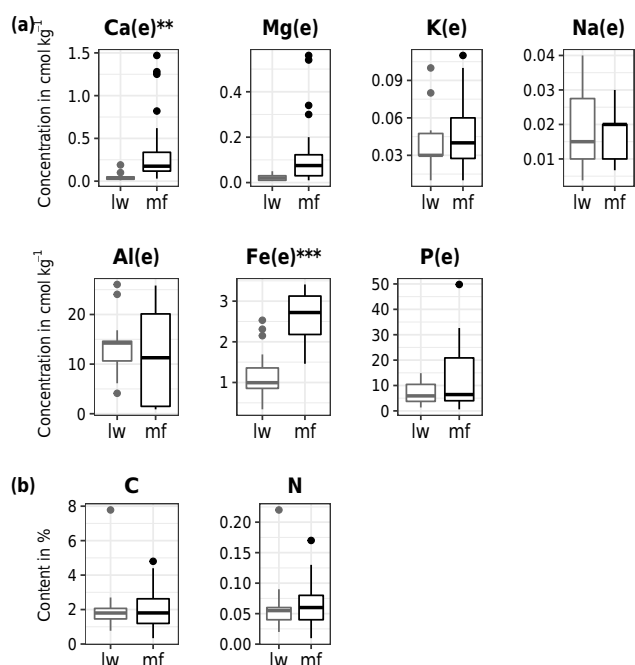 (a)
Ca(e)** Mg(e) K(e) Na(e)
Concentration in cmol kg⁻¹
1.5
1.0
0.5
0.0
lw mf
0.4
0.2
0.0
lw mf
0.09
0.06
0.03
lw mf
0.04
0.03
0.02
0.01
lw mf
Al(e) Fe(e)*** P(e)
Concentration in cmol kg⁻¹
20
10
0
lw mf
3
2
1
lw mf
50
40
30
20
10
0
lw mf
(b)
C N
Content in %
8
6
4
2
0
lw mf
0.20
0.15
0.10
0.05
0.00
lw mf